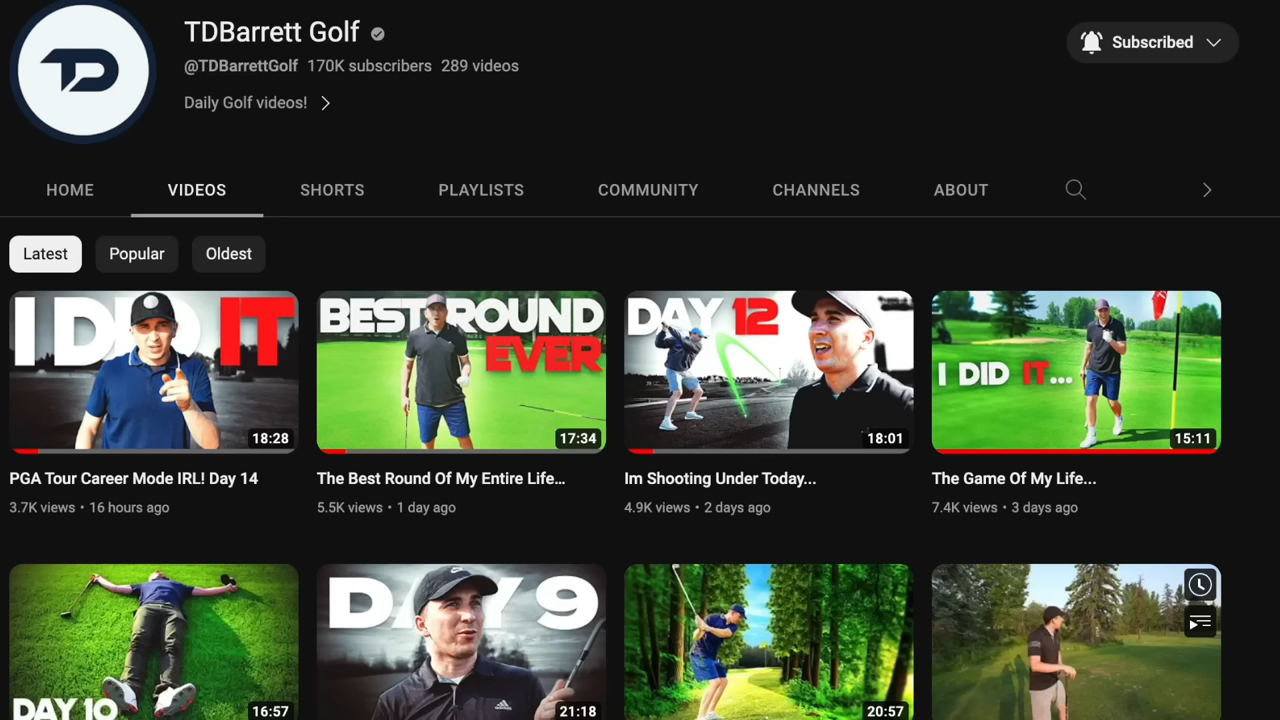 TD
TDBarrett Golf
@TDBarrettGolf 170K subscribers 289 videos
Daily Golf videos!
Subscribed
HOME VIDEOS SHORTS PLAYLISTS COMMUNITY CHANNELS ABOUT
Latest Popular Oldest
I DID IT
18:28
BEST ROUND
EVER
17:34
DAY 12
18:01
I DID IT...
15:11
PGA Tour Career Mode IRL! Day 14
3.7K views • 16 hours ago
The Best Round Of My Entire Life...
5.5K views • 1 day ago
Im Shooting Under Today...
4.9K views • 2 days ago
The Game Of My Life...
7.4K views • 3 days ago
DAY 10
16:57
DAY 9
21:18
20:57